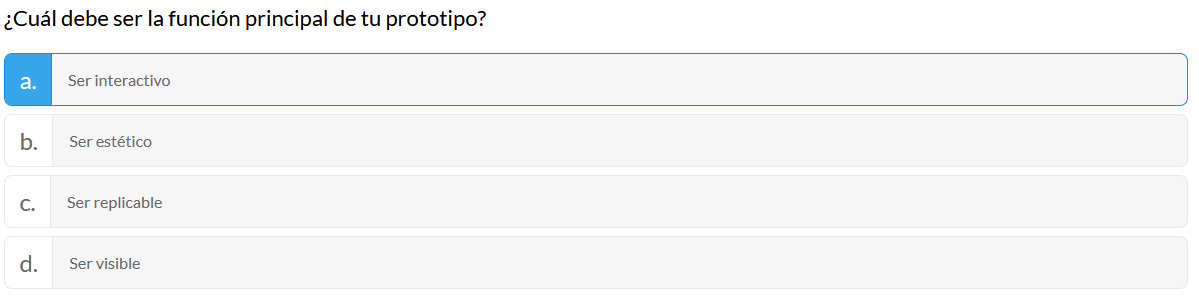 ¿Cuál debe ser la función principal de tu prototipo?
a. Ser interactivo
b. Ser estético
c. Ser replicable
d. Ser visible